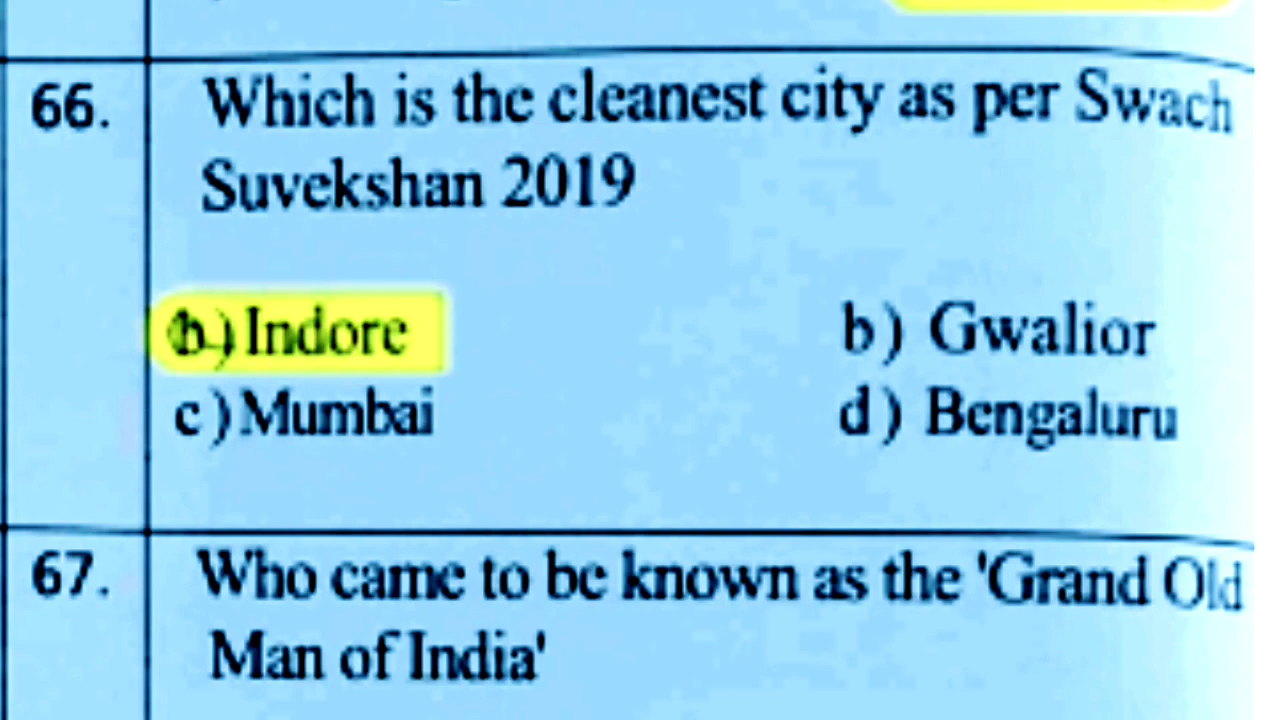 66. Which is the cleanest city as per Swach
Suvekshan 2019
b.) Indore b) Gwalior
c) Mumbai d) Bengaluru
67. Who came to be known as the 'Grand Old
Man of India'